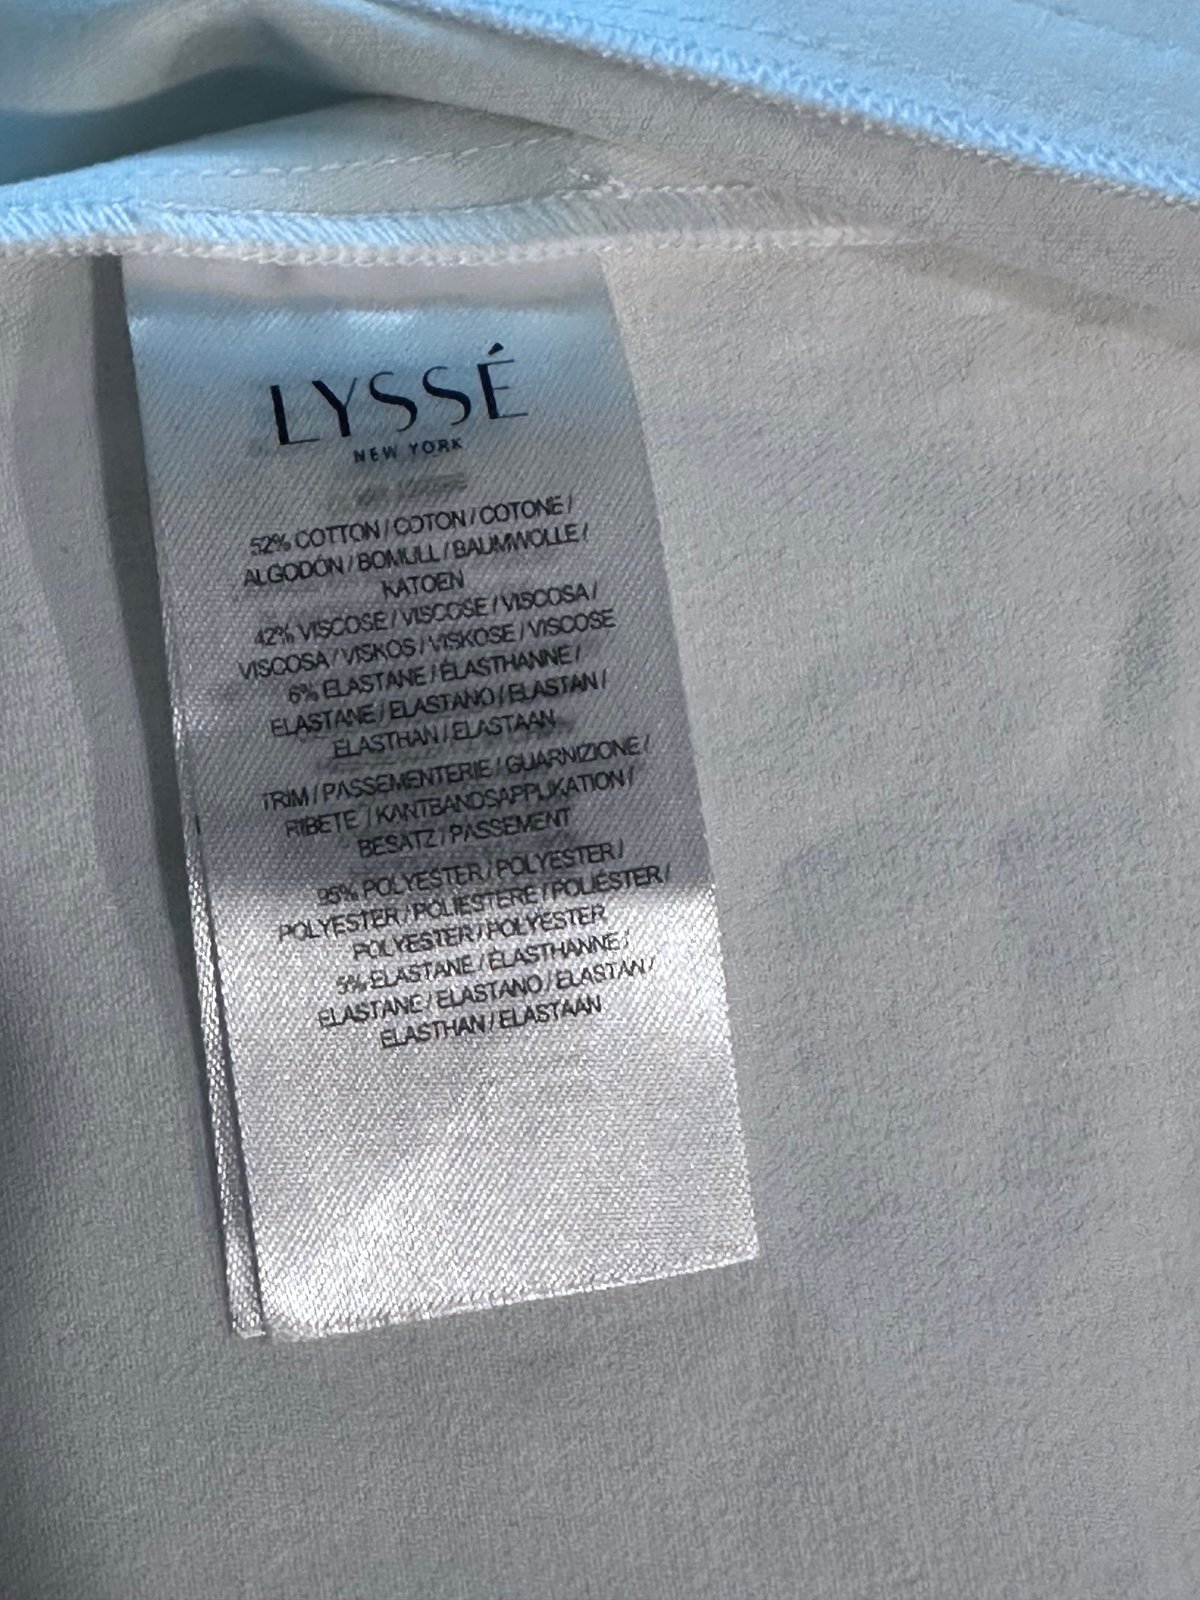 LYSSÉ
NEW YORK
52% COTTON / COTON / COTONE /
ALGODÓN / BOMULL / BAUMWOLLE /
KATOEN
42% VISCOSE / VISCOSE / VISCOSA /
VISCOSA / VISKOS / VISKOSE / VISCOSE
6% ELASTANE / ÉLASTHANNE /
ELASTANE / ELASTANO / ELASTAN /
ELASTHAN / ELASTAAN
TRIM / PASSEMENTERIE / GUARNIZIONE /
RIBETE / KANTBANDSAPPLIKATION /
BESATZ / PASSEMENT
95% POLYESTER / POLYESTER /
POLYESTER / POLIESTERE / POLIÉSTER /
POLYESTER / POLYESTER
5% ELASTANE / ÉLASTHANNE /
ELASTANE / ELASTANO / ELASTAN /
ELASTHAN / ELASTAAN